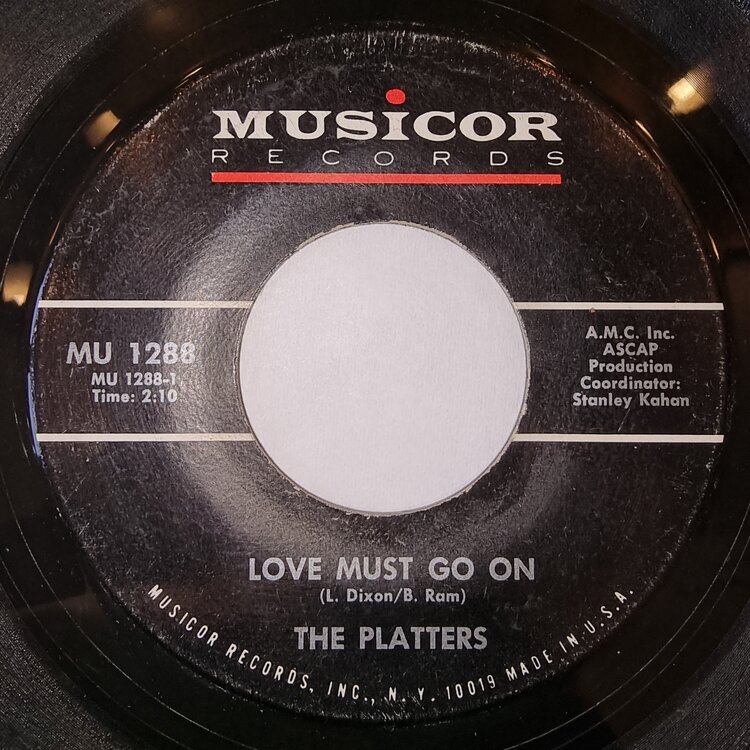 MUSiCOR
RECORDS
MU 1288
MU 1288-1
Time: 2:10
A.M.C. Inc.
ASCAP
Production
Coordinator:
Stanley Kahan
LOVE MUST GO ON
(L. Dixon/B. Ram)
THE PLATTERS
MUSICOR RECORDS, INC., N. Y. 10019 MADE IN U.S.A.